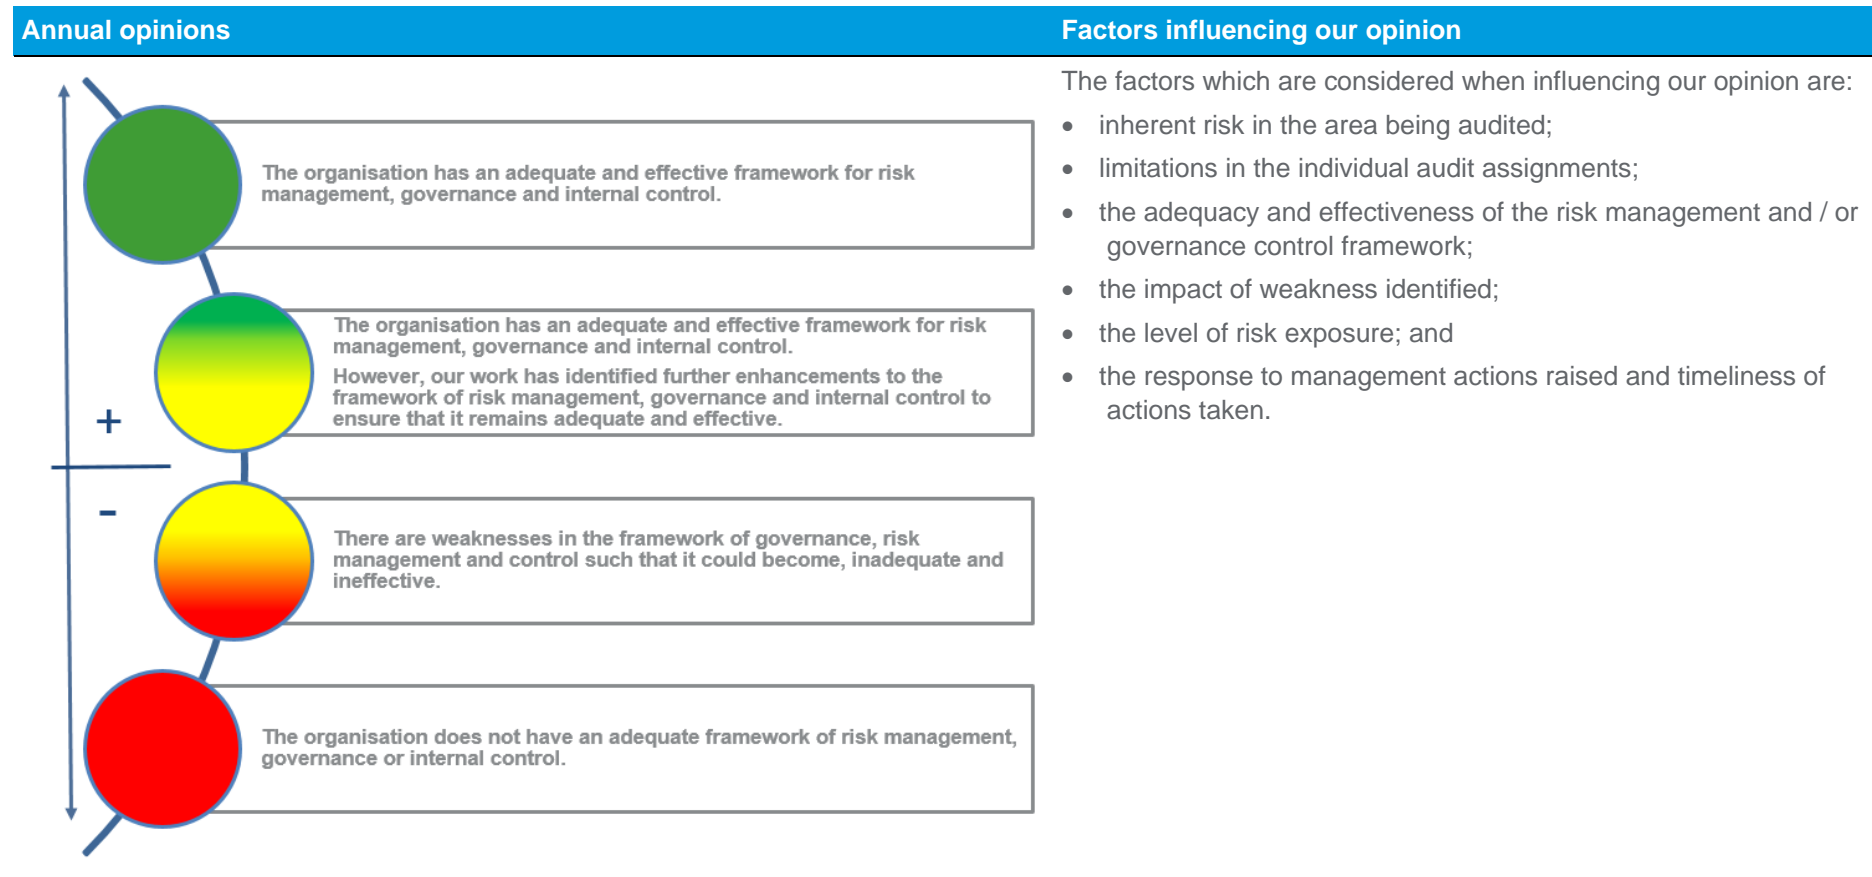 Annual opinions
Factors influencing our opinion
The organisation has an adequate and effective framework for risk
management, governance and internal control.
The organisation has an adequate and effective framework for risk
management, governance and internal control.
However, our work has identified further enhancements to the
framework of risk management, governance and internal control to
ensure that it remains adequate and effective.
+
-
There are weaknesses in the framework of governance, risk
management and control such that it could become, inadequate and
ineffective.
The organisation does not have an adequate framework of risk management,
governance or internal control.
The factors which are considered when influencing our opinion are:
• inherent risk in the area being audited;
• limitations in the individual audit assignments;
• the adequacy and effectiveness of the risk management and / or
governance control framework;
• the impact of weakness identified;
• the level of risk exposure; and
• the response to management actions raised and timeliness of
actions taken.